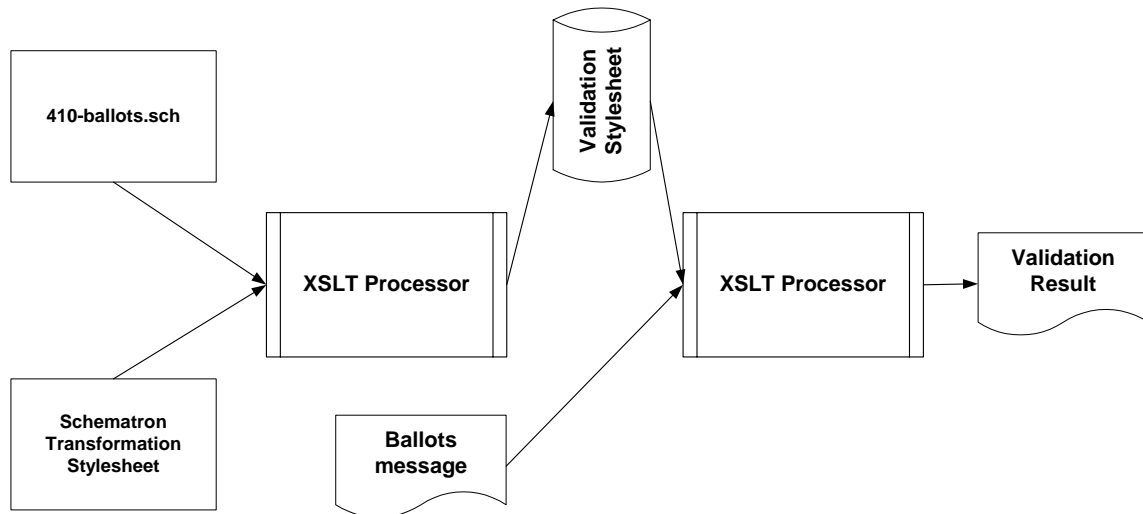 410-ballots.sch
Schematron
Transformation
Stylesheet
XSLT Processor
Validation
Stylesheet
Ballots
message
XSLT Processor
Validation
Result